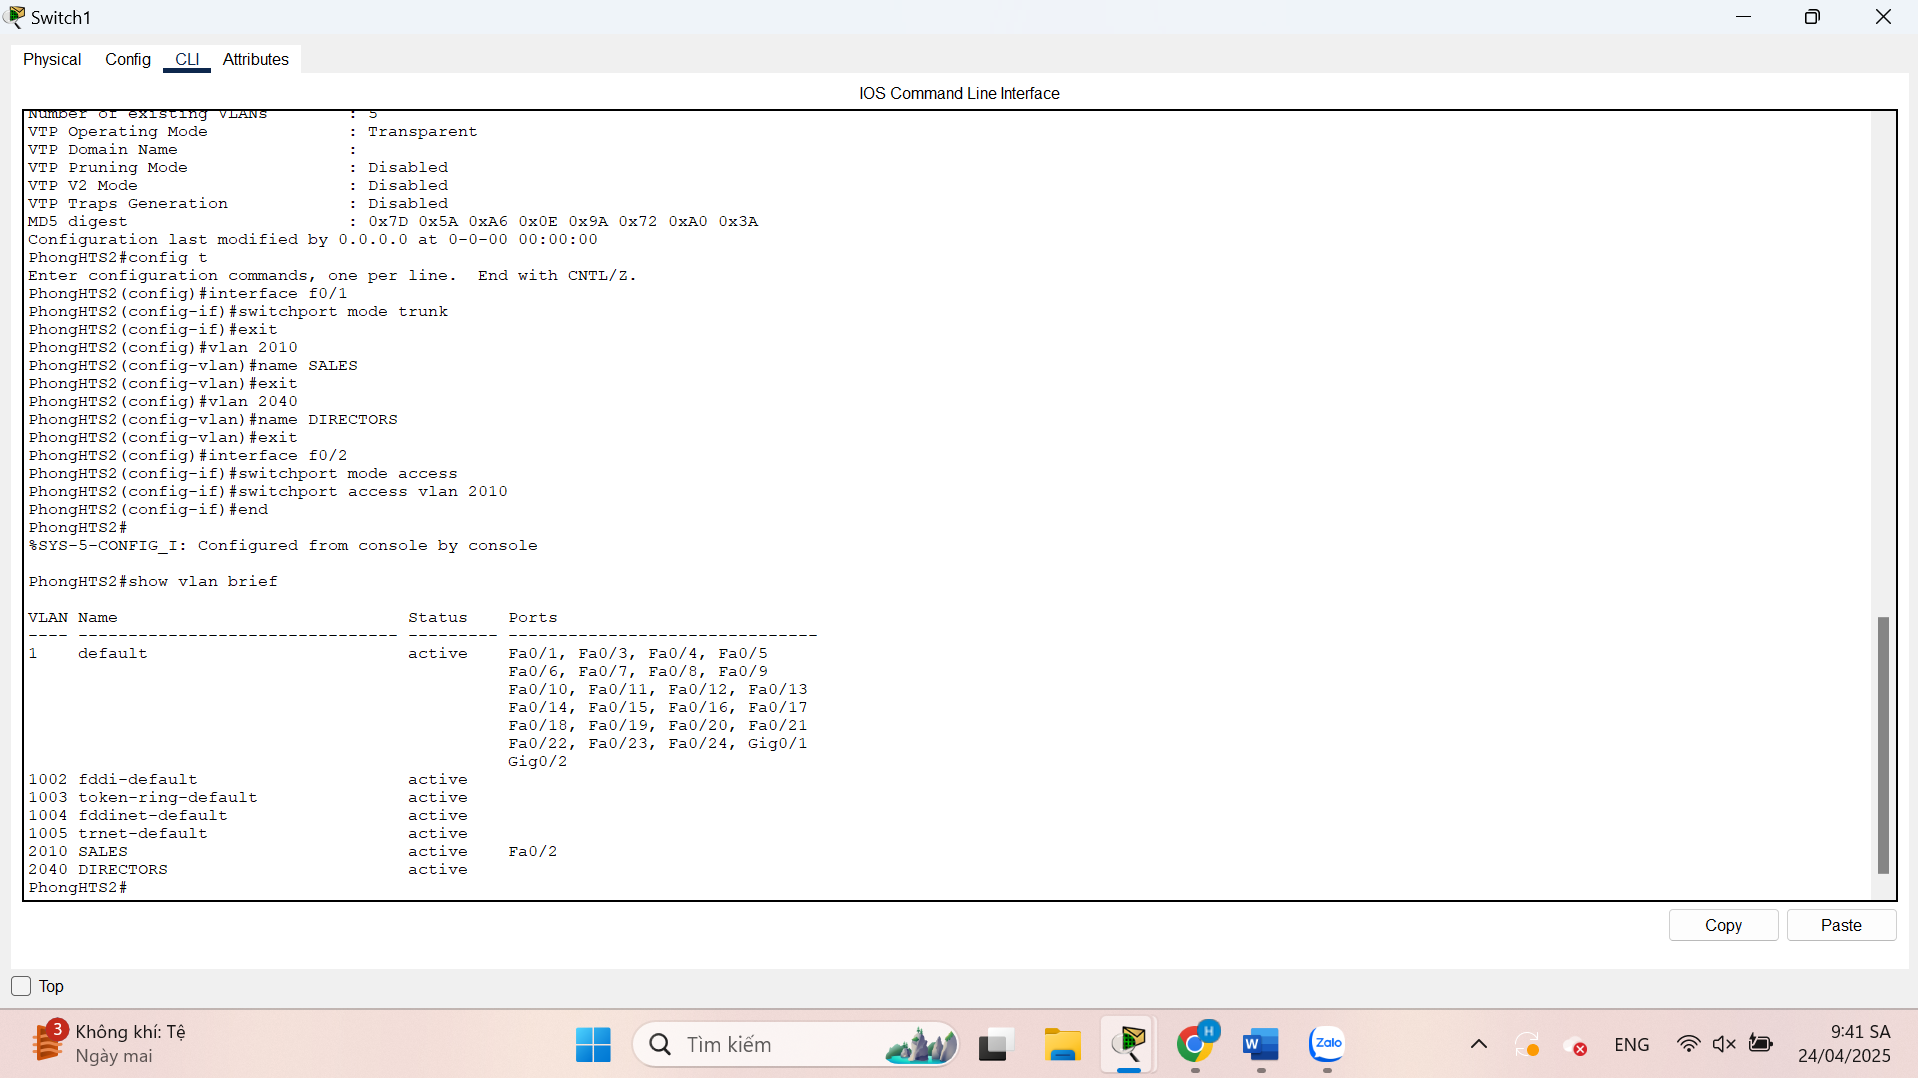 Switch1
Physical Config CLI Attributes
IOS Command Line Interface
Number of existing VLANs : 5
VTP Operating Mode : Transparent
VTP Domain Name :
VTP Pruning Mode : Disabled
VTP V2 Mode : Disabled
VTP Traps Generation : Disabled
MD5 digest : 0x7D 0x5A 0xA6 0x0E 0x9A 0x72 0xA0 0x3A
Configuration last modified by 0.0.0.0 at 0-0-00 00:00:00
PhongHTS2#config t
Enter configuration commands, one per line. End with CNTL/Z.
PhongHTS2(config)#interface f0/1
PhongHTS2(config-if)#switchport mode trunk
PhongHTS2(config-if)#exit
PhongHTS2(config)#vlan 2010
PhongHTS2(config-vlan)#name SALES
PhongHTS2(config-vlan)#exit
PhongHTS2(config)#vlan 2040
PhongHTS2(config-vlan)#name DIRECTORS
PhongHTS2(config-vlan)#exit
PhongHTS2(config)#interface f0/2
PhongHTS2(config-if)#switchport mode access
PhongHTS2(config-if)#switchport access vlan 2010
PhongHTS2(config-if)#end
PhongHTS2#
%SYS-5-CONFIG_I: Configured from console by console
PhongHTS2#show vlan brief
VLAN Name Status Ports
---- -------------------------------- --------- -------------------------------
1 default active Fa0/1, Fa0/3, Fa0/4, Fa0/5
Fa0/6, Fa0/7, Fa0/8, Fa0/9
Fa0/10, Fa0/11, Fa0/12, Fa0/13
Fa0/14, Fa0/15, Fa0/16, Fa0/17
Fa0/18, Fa0/19, Fa0/20, Fa0/21
Fa0/22, Fa0/23, Fa0/24, Gig0/1
Gig0/2
1002 fddi-default active
1003 token-ring-default active
1004 fddinet-default active
1005 trnet-default active
2010 SALES active Fa0/2
2040 DIRECTORS active
PhongHTS2#
Copy Paste
Top
3 Không khí: Tệ
Ngày mai
Tìm kiếm
H
W
Zalo
ENG
9:41 SA
24/04/2025